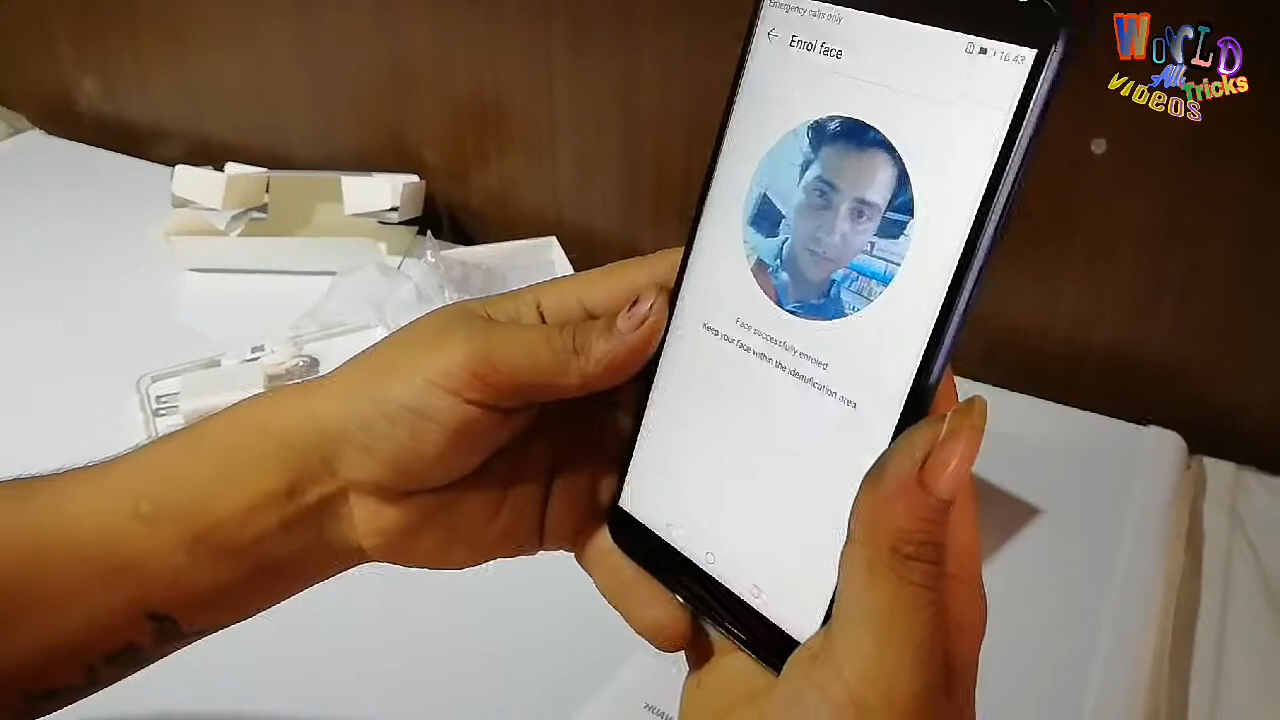 Emergency calls only
16:43
Enrol face
Face successfully enroled
Keep your face within the identification area
WORLD
All Tricks
VIDEOS